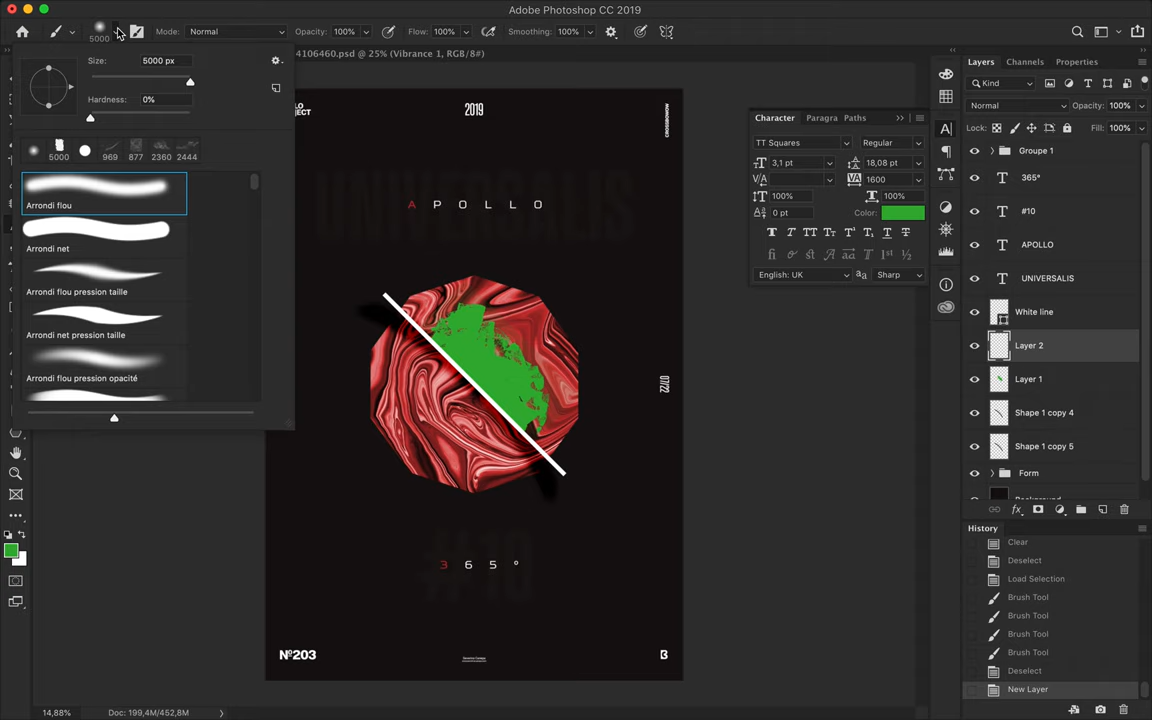 Adobe Photoshop CC 2019
5000
Mode: Normal
Opacity: 100%
Flow: 100%
Smoothing: 100%
4106460.psd @ 25% (Vibrance 1, RGB/8#)
Size: 5000 px
Hardness: 0%
5000 969 877 2360 2444
Arrondi flou
Arrondi net
Arrondi flou pression taille
Arrondi net pression taille
Arrondi flou pression opacité
2019
UNIVERSALIS
A P O L L O
07/22
#10
3 6 5 °
Nº203
Character Paragra Paths
TT Squares Regular
3,1 pt 18,08 pt
1600
100% 100%
0 pt Color:
English: UK Sharp
Layers Channels Properties
Kind
Normal Opacity: 100%
Lock: Fill: 100%
Groupe 1
365°
#10
APOLLO
UNIVERSALIS
White line
Layer 2
Layer 1
Shape 1 copy 4
Shape 1 copy 5
Form
Background
History
Clear
Deselect
Load Selection
Brush Tool
Brush Tool
Brush Tool
Brush Tool
Deselect
New Layer
14,88% Doc: 199,4M/452,8M